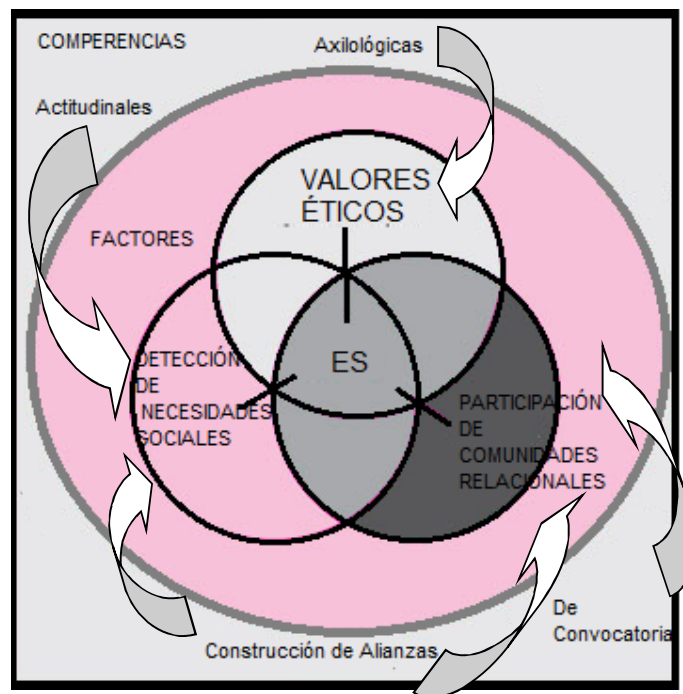 COMPERENCIAS
Axilológicas
Actitudinales
VALORES
ÉTICOS
FACTORES
DETECCIÓN
DE
NECESIDADES
SOCIALES
ES
PARTICIPACIÓN
DE
COMUNIDADES
RELACIONALES
De
Convocatoria
Construcción de Alianzas